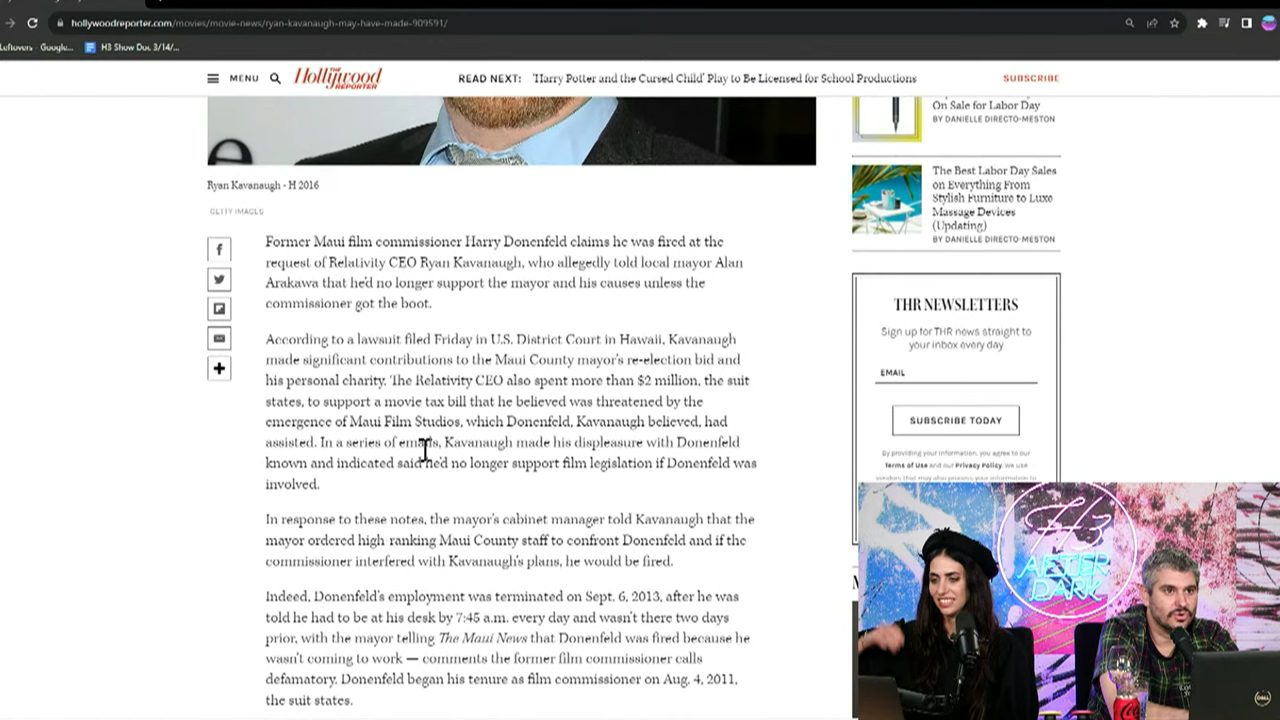 hollywoodreporter.com/movies/movie-news/ryan-kavanaugh-may-have-made-909591/
Leftovers - Google...
H3 Show Doc 3/14/...
MENU
THE Hollywood REPORTER
READ NEXT: 'Harry Potter and the Cursed Child' Play to Be Licensed for School Productions
SUBSCRIBE
e
Ryan Kavanaugh - H 2016
GETTY IMAGES
Former Maui film commissioner Harry Donenfeld claims he was fired at the
request of Relativity CEO Ryan Kavanaugh, who allegedly told local mayor Alan
Arakawa that he'd no longer support the mayor and his causes unless the
commissioner got the boot.
According to a lawsuit filed Friday in U.S. District Court in Hawaii, Kavanaugh
made significant contributions to the Maui County mayor's re-election bid and
his personal charity. The Relativity CEO also spent more than $2 million, the suit
states, to support a movie tax bill that he believed was threatened by the
emergence of Maui Film Studios, which Donenfeld, Kavanaugh believed, had
assisted. In a series of emails, Kavanaugh made his displeasure with Donenfeld
known and indicated said he'd no longer support film legislation if Donenfeld was
involved.
In response to these notes, the mayor's cabinet manager told Kavanaugh that the
mayor ordered high-ranking Maui County staff to confront Donenfeld and if the
commissioner interfered with Kavanaugh's plans, he would be fired.
Indeed, Donenfeld's employment was terminated on Sept. 6, 2013, after he was
told he had to be at his desk by 7:45 a.m. every day and wasn't there two days
prior, with the mayor telling The Maui News that Donenfeld was fired because he
wasn't coming to work — comments the former film commissioner calls
defamatory. Donenfeld began his tenure as film commissioner on Aug. 4, 2011,
the suit states.
On Sale for Labor Day
BY DANIELLE DIRECTO-MESTON
The Best Labor Day Sales
on Everything From
Stylish Furniture to Luxe
Massage Devices
(Updating)
BY DANIELLE DIRECTO-MESTON
THR NEWSLETTERS
Sign up for THR news straight to
your inbox every day
EMAIL
SUBSCRIBE TODAY
By providing your information, you agree to our
Terms of Use and our Privacy Policy. We use
vendors that may also process your information to
H3
AFTER
DARK
DELL